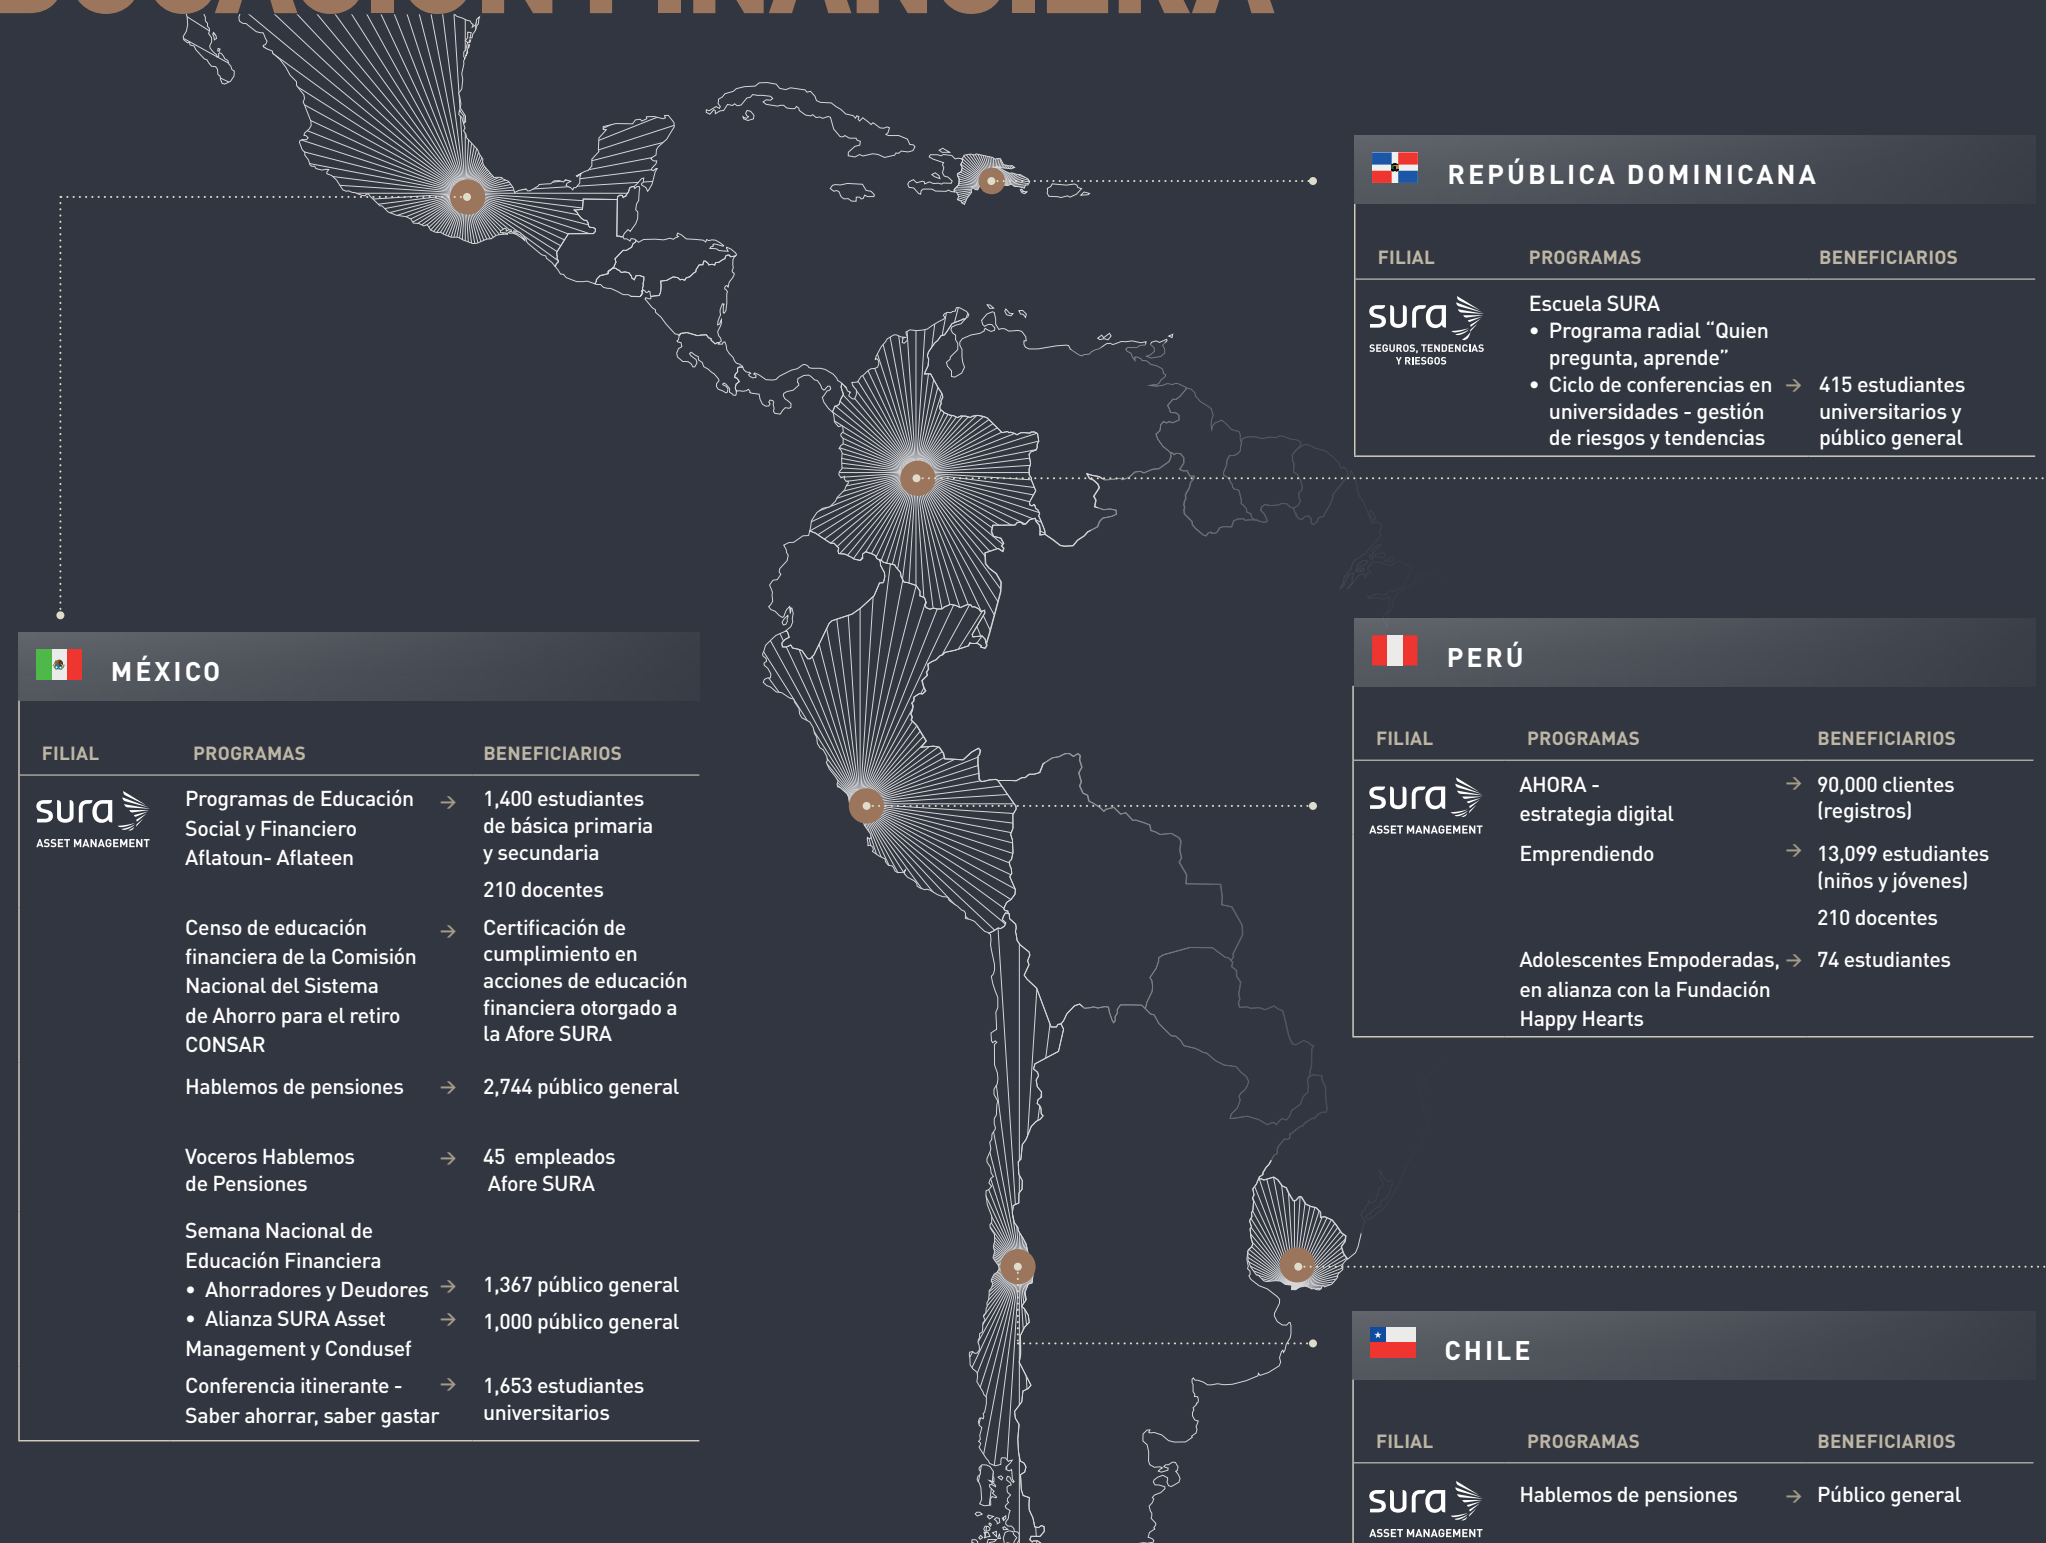 REPÚBLICA DOMINICANA
FILIAL PROGRAMAS BENEFICIARIOS
sura
SEGUROS, TENDENCIAS
Y RIESGOS
Escuela SURA
• Programa radial “Quien
pregunta, aprende”
• Ciclo de conferencias en → 415 estudiantes
universidades - gestión universitarios y
de riesgos y tendencias público general
MÉXICO
FILIAL PROGRAMAS BENEFICIARIOS
sura
ASSET MANAGEMENT
Programas de Educación → 1,400 estudiantes
Social y Financiero de básica primaria
Aflatoun- Aflateen y secundaria
210 docentes
Censo de educación → Certificación de
financiera de la Comisión cumplimiento en
Nacional del Sistema acciones de educación
de Ahorro para el retiro financiera otorgado a
CONSAR la Afore SURA
Hablemos de pensiones → 2,744 público general
Voceros Hablemos → 45 empleados
de Pensiones Afore SURA
Semana Nacional de
Educación Financiera
• Ahorradores y Deudores → 1,367 público general
• Alianza SURA Asset → 1,000 público general
Management y Condusef
Conferencia itinerante - → 1,653 estudiantes
Saber ahorrar, saber gastar universitarios
PERÚ
FILIAL PROGRAMAS BENEFICIARIOS
sura
ASSET MANAGEMENT
AHORA - → 90,000 clientes
estrategia digital (registros)
Emprendiendo → 13,099 estudiantes
(niños y jóvenes)
210 docentes
Adolescentes Empoderadas, → 74 estudiantes
en alianza con la Fundación
Happy Hearts
CHILE
FILIAL PROGRAMAS BENEFICIARIOS
sura
ASSET MANAGEMENT
Hablemos de pensiones → Público general